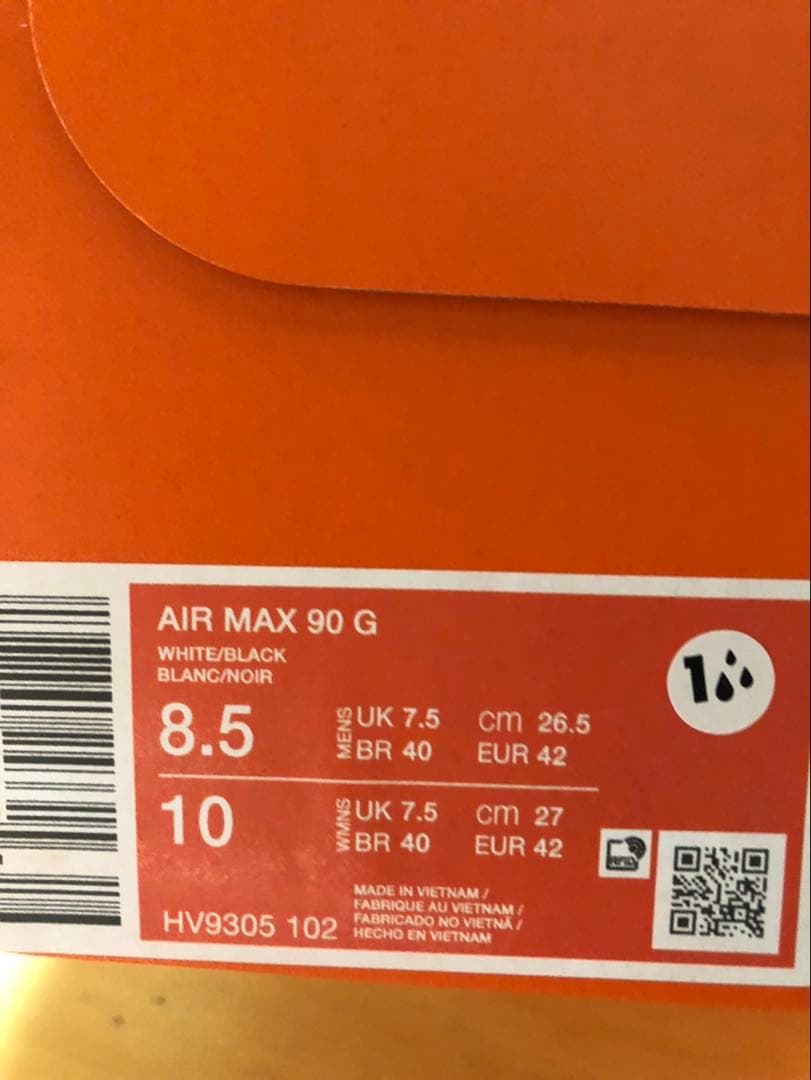 AIR MAX 90 G
WHITE/BLACK
BLANC/NOIR
8.5 MENS UK 7.5 cm 26.5
BR 40 EUR 42
10 WMNS UK 7.5 cm 27
BR 40 EUR 42
HV9305 102
MADE IN VIETNAM /
FABRIQUE AU VIETNAM /
FABRICADO NO VIETNÃ /
HECHO EN VIETNAM
1
RFID